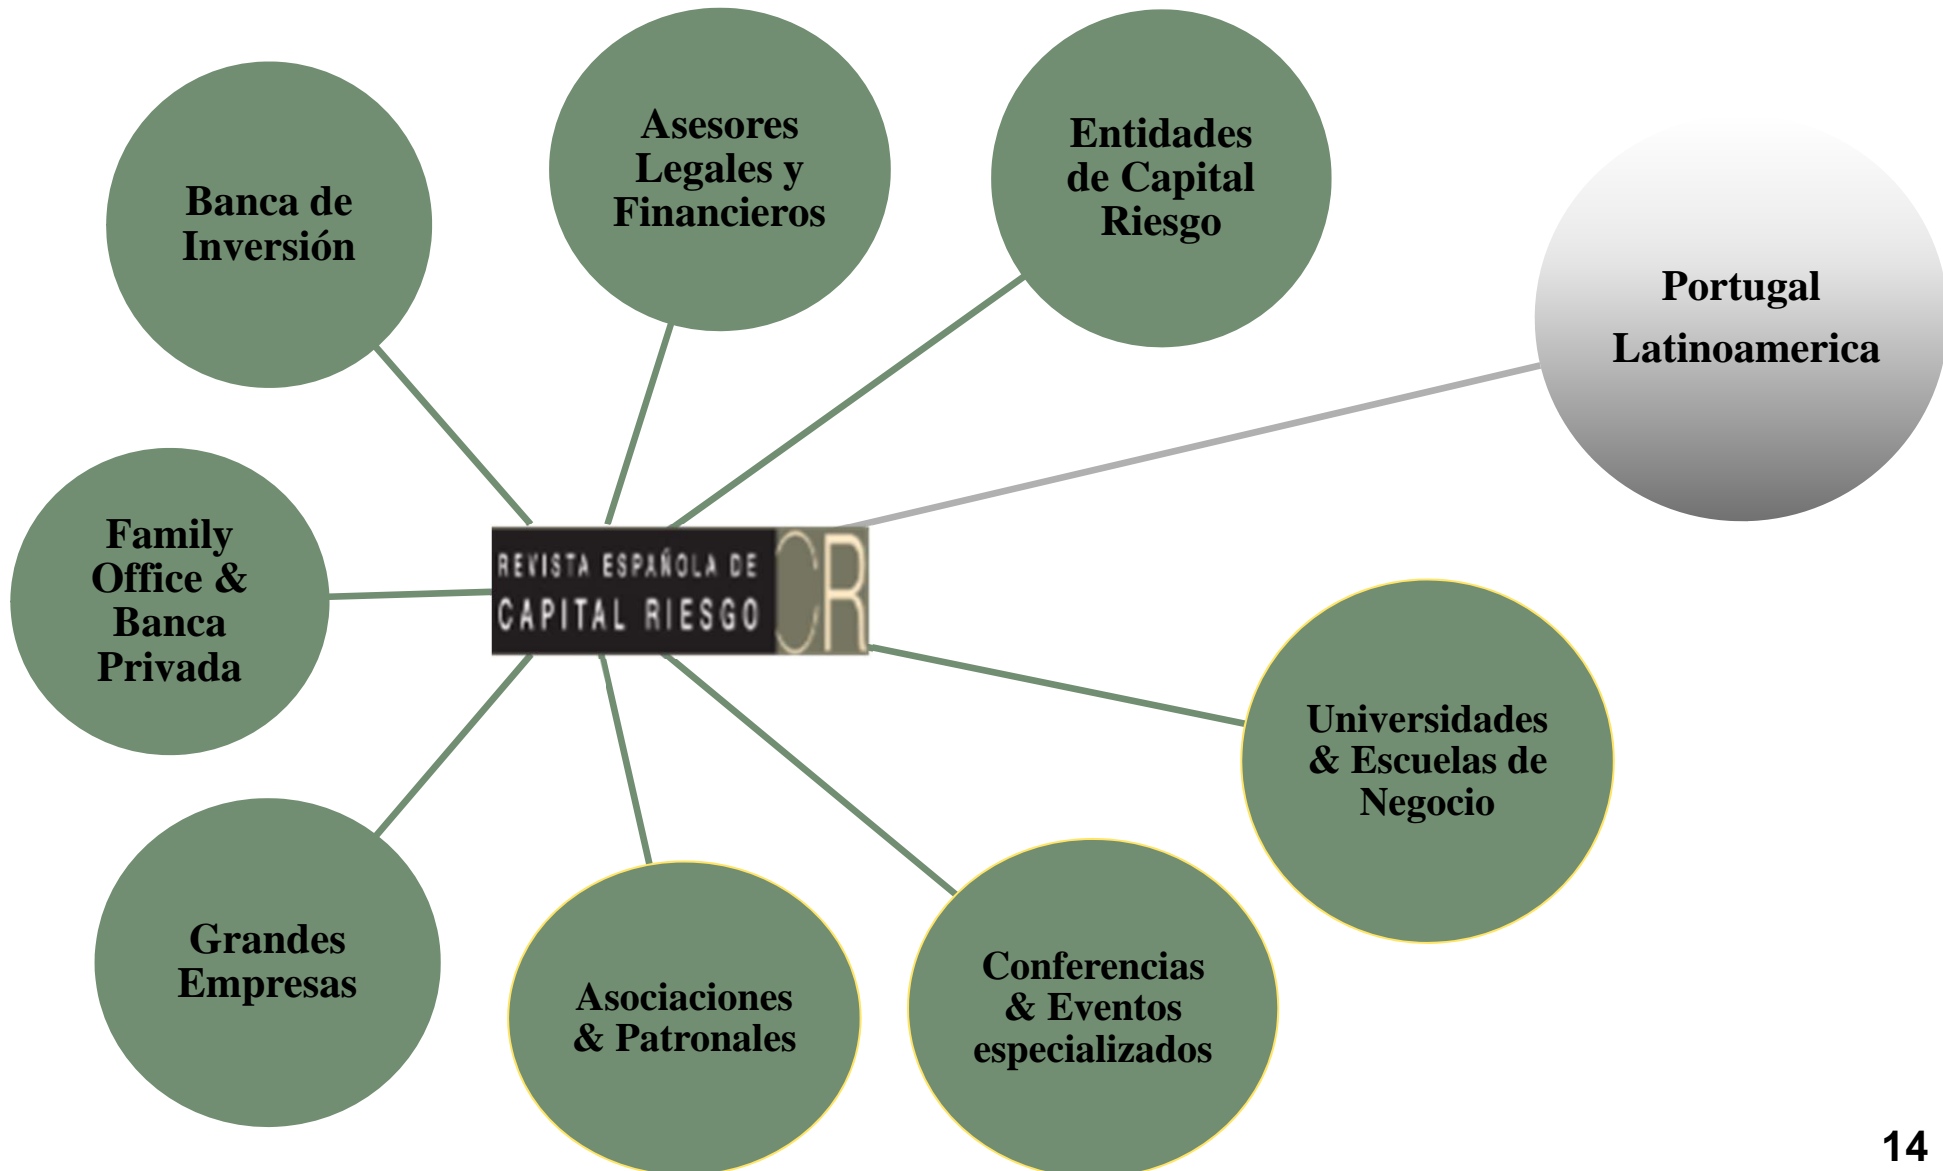 Banca de
Inversión
Asesores
Legales y
Financieros
Entidades
de Capital
Riesgo
Portugal
Latinoamerica
Family
Office &
Banca
Privada
REVISTA ESPAÑOLA DE
CAPITAL RIESGO
CR
Universidades
& Escuelas de
Negocio
Grandes
Empresas
Asociaciones
& Patronales
Conferencias
& Eventos
especializados
14